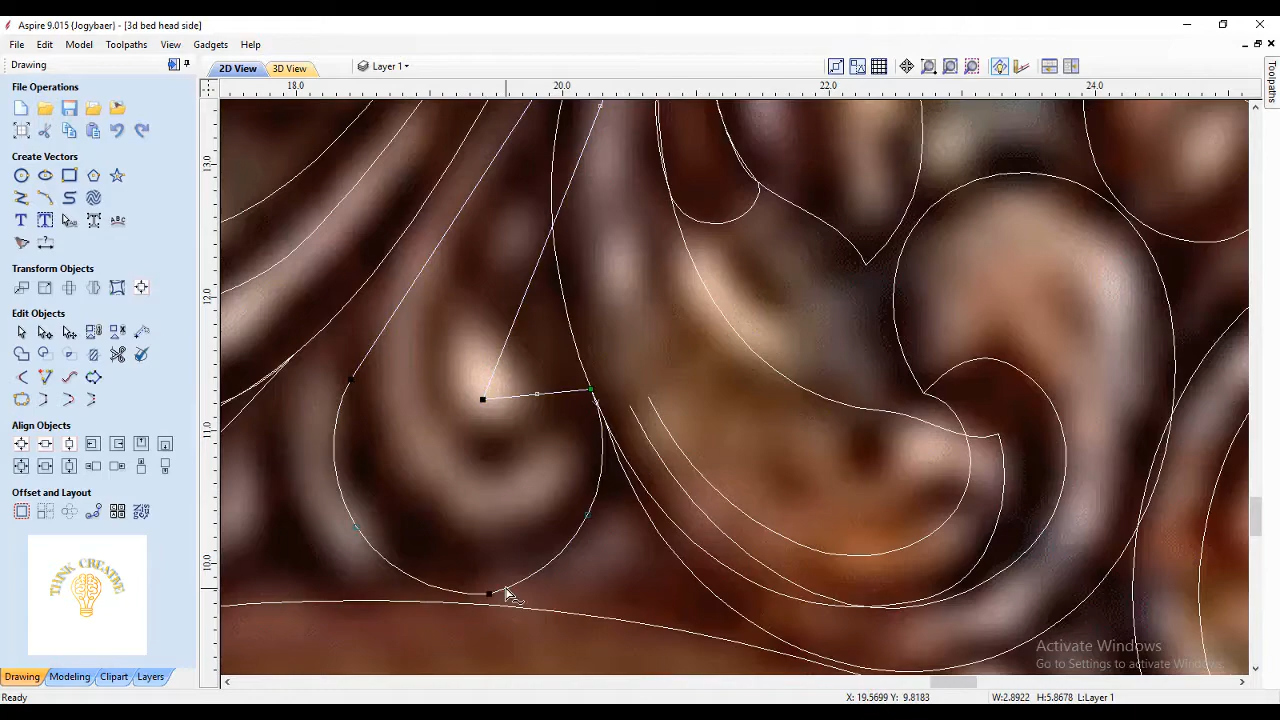 Aspire 9.015 {Jogybaer} - [3d bed head side]
File Edit Model Toolpaths View Gadgets Help
Drawing
2D View
3D View
Layer 1
Toolpaths
18.0 20.0 22.0 24.0
13.0
12.0
11.0
10.0
File Operations
Create Vectors
Transform Objects
Edit Objects
Align Objects
Offset and Layout
THINK CREATIVE
Drawing Modeling Clipart Layers
Activate Windows
Go to Settings to activate Windows.
Ready
X: 19.5699 Y: 9.8183
W:2.8922 H:5.8678 L:Layer 1